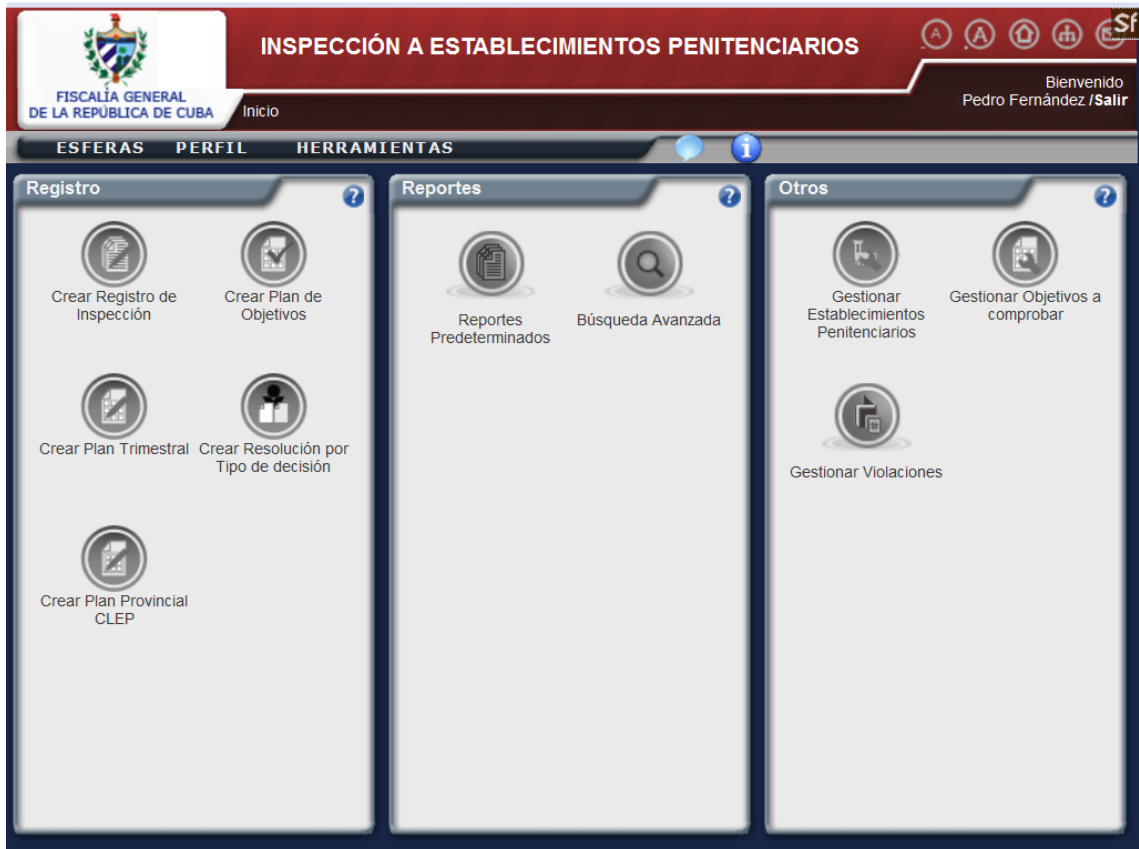 INSPECCIÓN A ESTABLECIMIENTOS PENITENCIARIOS
A A Sf
FISCALÍA GENERAL
DE LA REPÚBLICA DE CUBA
Inicio
Bienvenido
Pedro Fernández /Salir
ESFERAS PERFIL HERRAMIENTAS
Registro
Crear Registro de
Inspección
Crear Plan de
Objetivos
Crear Plan Trimestral
Crear Resolución por
Tipo de decisión
Crear Plan Provincial
CLEP
Reportes
Reportes
Predeterminados
Búsqueda Avanzada
Otros
Gestionar
Establecimientos
Penitenciarios
Gestionar Objetivos a
comprobar
Gestionar Violaciones